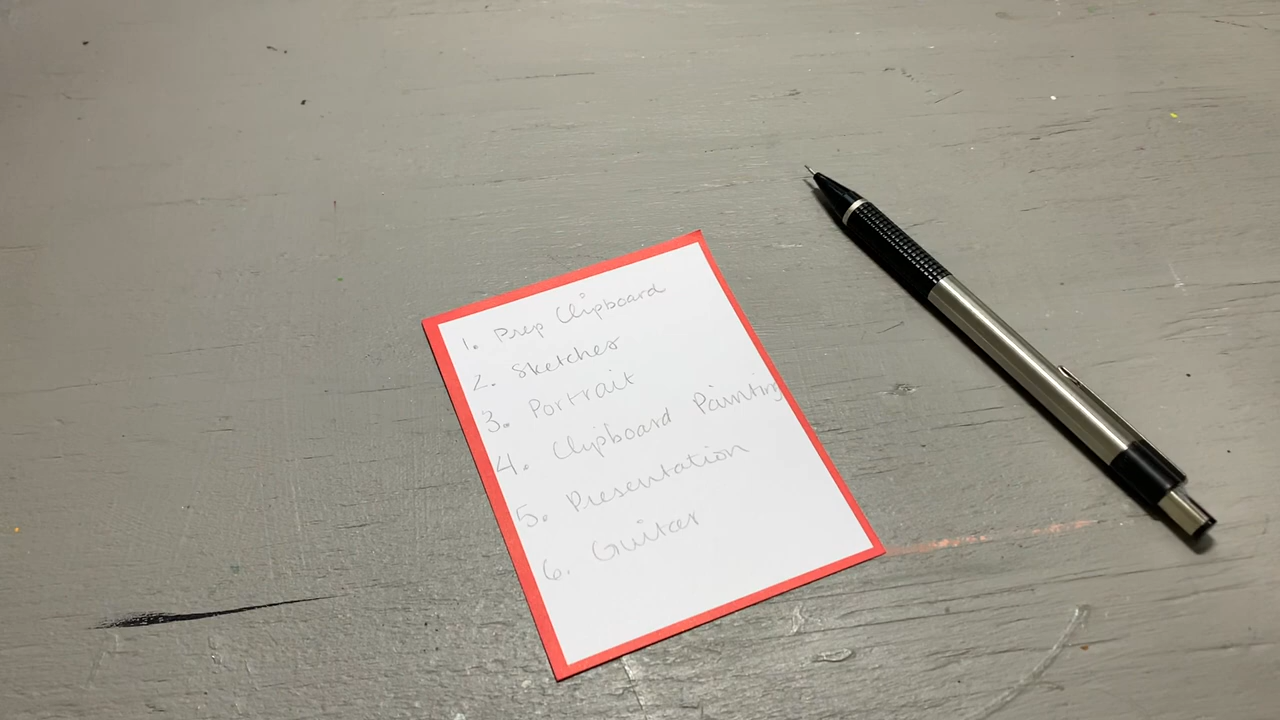 1. Prep Clipboard
2. Sketches
3. Portrait
4. Clipboard Painting
5. Presentation
6. Guitar